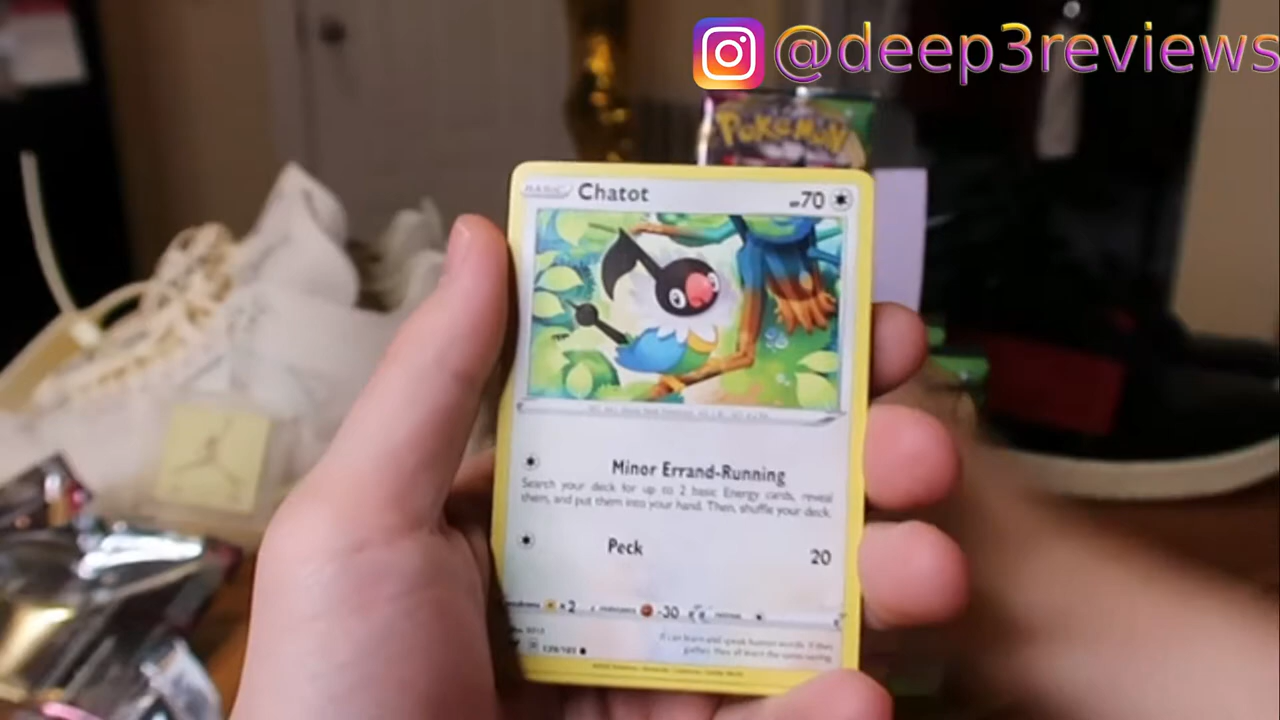 @deep3reviews
Pokémon
BASIC Chatot HP70
Minor Errand-Running
Search your deck for up to 2 basic Energy cards, reveal
them, and put them into your hand. Then, shuffle your deck.
Peck 20
×2 -30